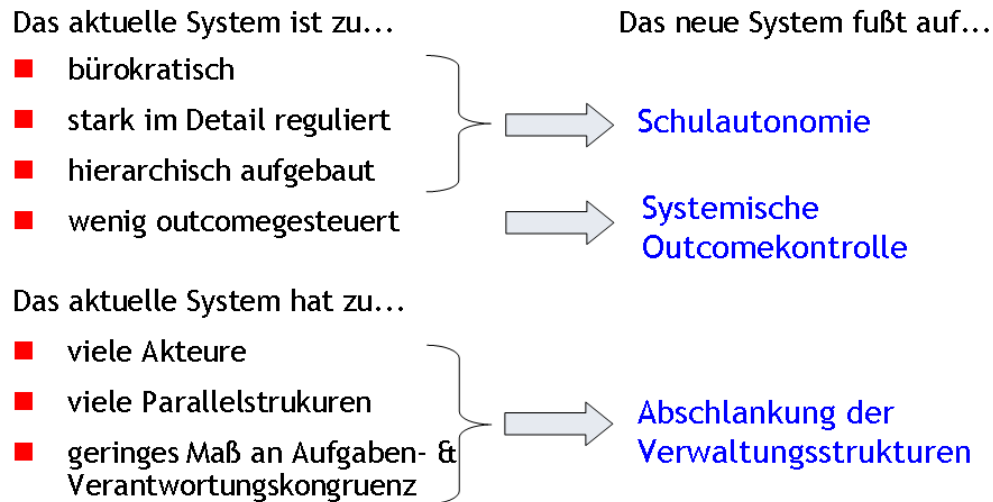 Das aktuelle System ist zu...
Das neue System fußt auf...
bürokratisch
stark im Detail reguliert
hierarchisch aufgebaut
Schulautonomie
wenig outcomegesteuert
Systemische
Outcomekontrolle
Das aktuelle System hat zu...
viele Akteure
viele Parallelstrukuren
geringes Maß an Aufgaben- &
Verantwortungskongruenz
Abschlankung der
Verwaltungsstrukturen